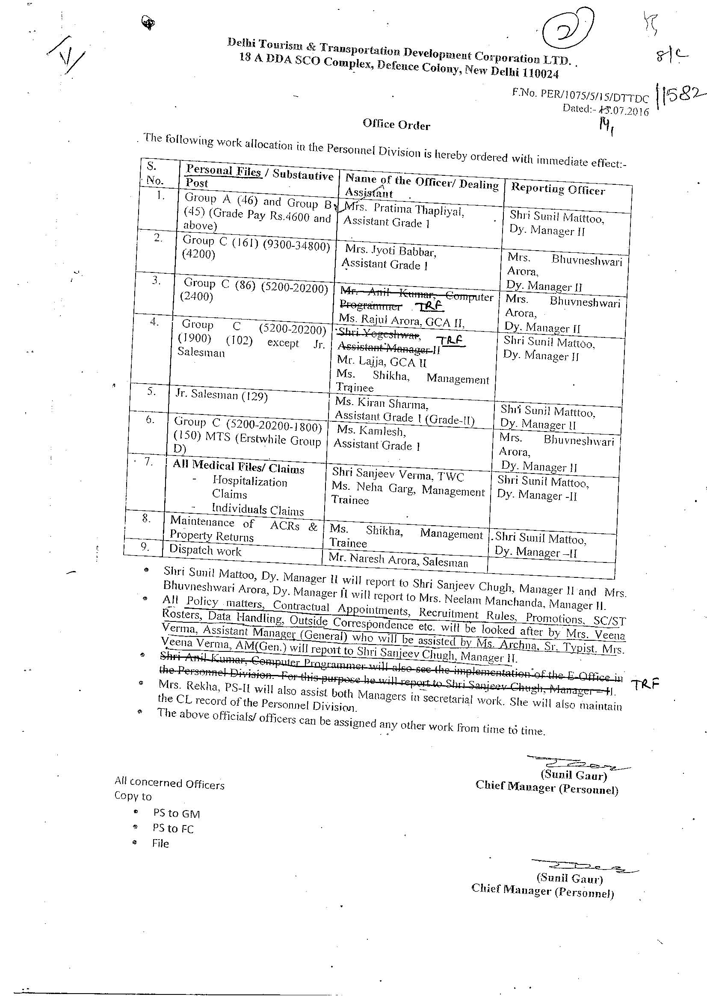 Delhi Tourism & Transportation Development Corporation LTD. .
18 A DDA SCO Complex, Defence Colony, New Delhi 110024
S/C
F.No. PER/1075/5/15/DTTDC /11582
Dated:- 13.07.2016
14,
Office Order
The following work allocation in the Personnel Division is hereby ordered with immediate effect:-
S. No. | Personal Files / Substautive Post | Name of the Officer/ Dealing Assistant | Reporting Officer
1. | Group A (46) and Group B (45) (Grade Pay Rs.4600 and above) | Mrs. Pratima Thapliyal, Assistant Grade I | Shri Sunil Matttoo, Dy. Manager II
2. | Group C (161) (9300-34800) (4200) | Mrs. Jyoti Babbar, Assistant Grade I | Mrs. Bhuvneshwari Arora, Dy. Manager II
3. | Group C (86) (5200-20200) (2400) | Mr. Anil Kumar, Computer Programmer TRF Ms. Rajul Arora, GCA II, | Mrs. Bhuvneshwari Arora, Dy. Manager II
4. | Group C (5200-20200) (1900) (102) except Jr. Salesman | Shri Yogeshwar, Assistant Manager II TRF Mr. Lajja, GCA II Ms. Shikha, Management Trainee | Shri Sunil Mattoo, Dy. Manager II
5. | Jr. Salesman (129) | Ms. Kiran Sharma, Assistant Grade I (Grade-II) | Shri Sunil Matttoo, Dy. Manager II
6. | Group C (5200-20200-1800) (150) MTS (Erstwhile Group D) | Ms. Kamlesh, Assistant Grade I | Mrs. Bhuvneshwari Arora, Dy. Manager II
7. | All Medical Files/ Claims - Hospitalization Claims - Individuals Claims | Shri Sanjeev Verma, TWC Ms. Neha Garg, Management Trainee | Shri Sunil Mattoo, Dy. Manager -II
8. | Maintenance of ACRs & Property Returns | Ms. Shikha, Management Trainee | Shri Sunil Mattoo, Dy. Manager –II
9. | Dispatch work | Mr. Naresh Arora, Salesman
• Shri Sunil Mattoo, Dy. Manager II will report to Shri Sanjeev Chugh, Manager II and Mrs.
Bhuvneshwari Arora, Dy. Manager II will report to Mrs. Neelam Manchanda, Manager II.
• All Policy matters, Contractual Appointments, Recruitment Rules, Promotions, SC/ST
Rosters, Data Handling, Outside Correspondence etc. will be looked after by Mrs. Veena
Verma, Assistant Manager (General) who will be assisted by Ms. Archna, Sr. Typist. Mrs.
Veena Verma, AM(Gen.) will report to Shri Sanjeev Chugh, Manager II.
• Shri Anil Kumar, Computer Programmer will also see the implementation of the E-Office in
the Personnel Division. For this purpose he will report to Shri Sanjeev Chugh, Manager – II. TRF
• Mrs. Rekha, PS-II will also assist both Managers in secretarial work. She will also maintain
the CL record of the Personnel Division.
• The above officials/ officers can be assigned any other work from time to time.
(Sunil Gaur)
Chief Manager (Personnel)
All concerned Officers
Copy to
• PS to GM
• PS to FC
• File
(Sunil Gaur)
Chief Manager (Personnel)